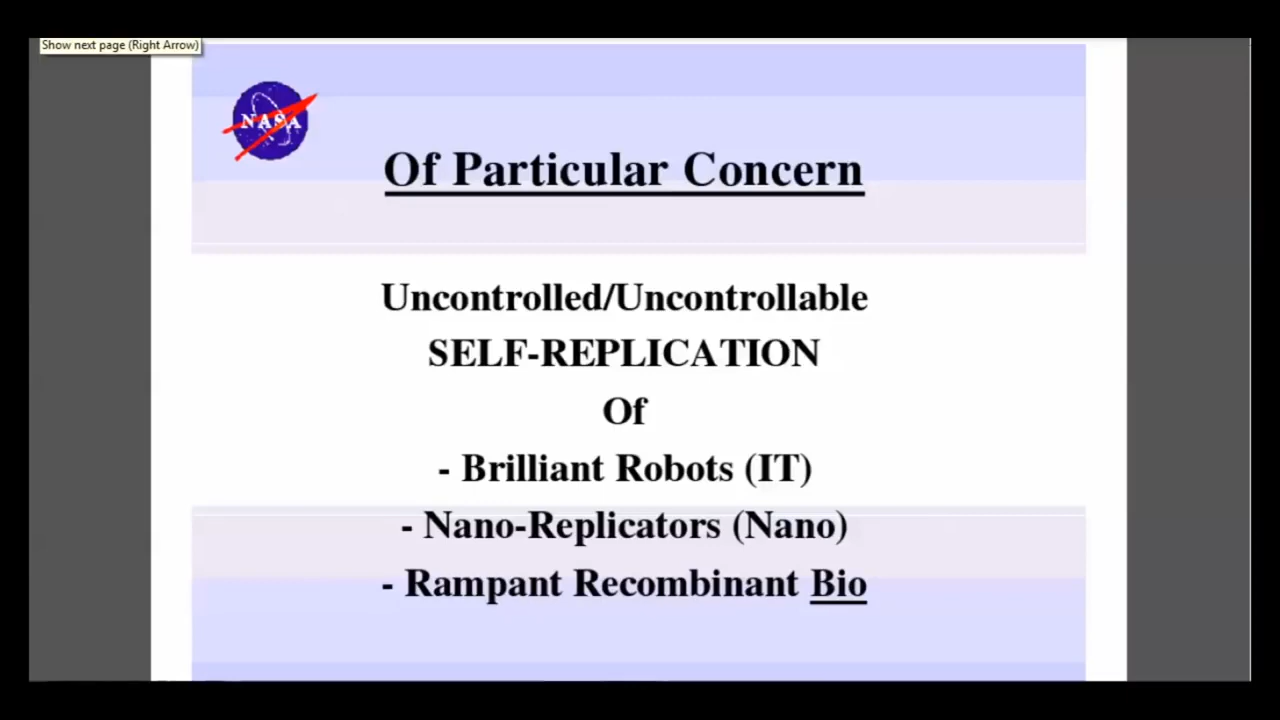 Show next page (Right Arrow)
NASA
Of Particular Concern
Uncontrolled/Uncontrollable
SELF-REPLICATION
Of
- Brilliant Robots (IT)
- Nano-Replicators (Nano)
- Rampant Recombinant Bio